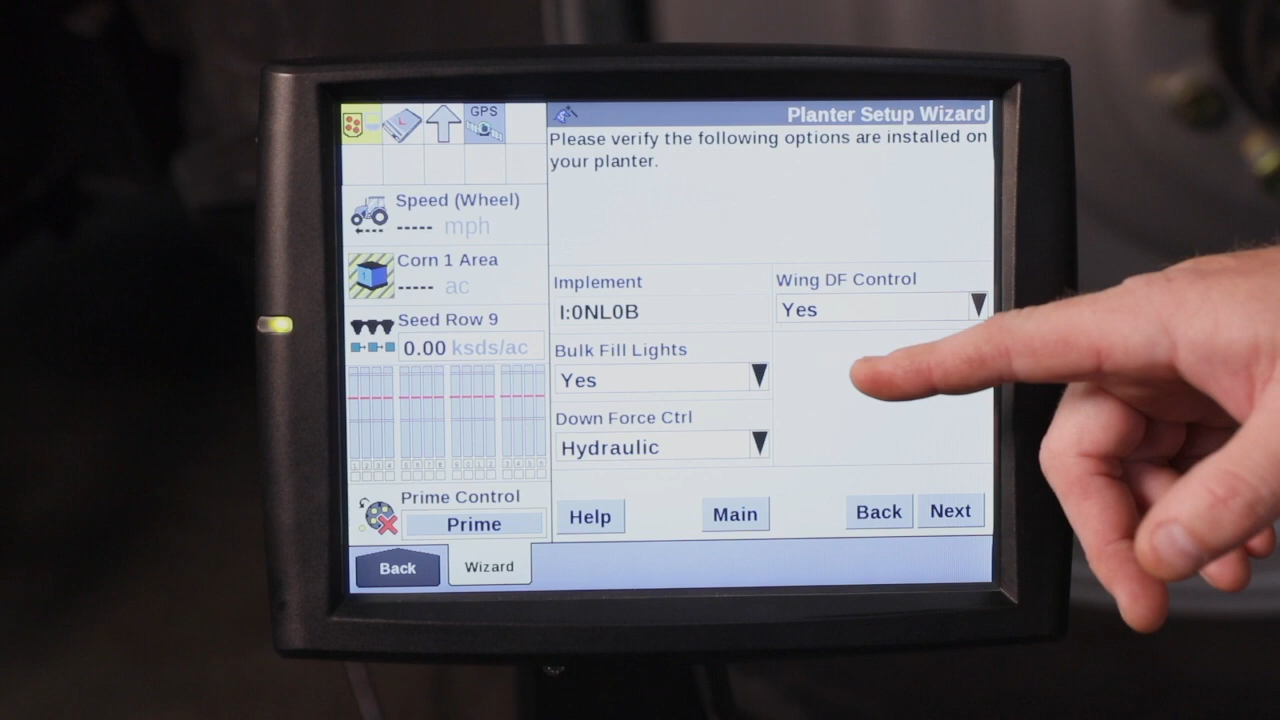 GPS
Planter Setup Wizard
Please verify the following options are installed on
your planter.
Speed (Wheel)
----- mph
Corn 1 Area
----- ac
Seed Row 9
0.00 ksds/ac
Prime Control
Prime
Implement
I:0NL0B
Bulk Fill Lights
Yes
Down Force Ctrl
Hydraulic
Wing DF Control
Yes
Help
Main
Back
Next
Back
Wizard